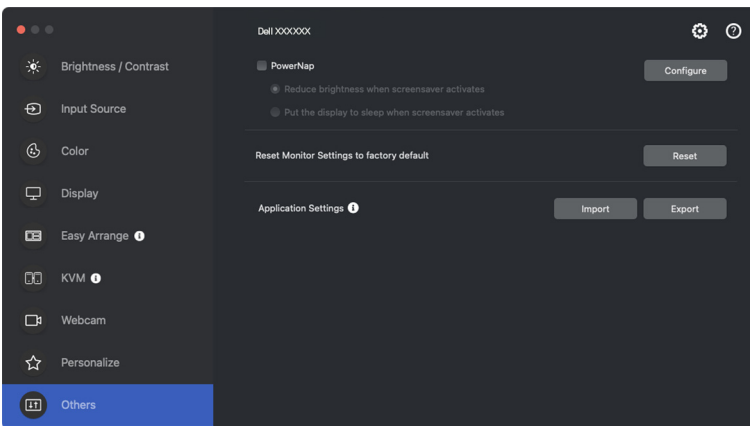 Dell XXXXXX
Brightness / Contrast
Input Source
Color
Display
Easy Arrange
KVM
Webcam
Personalize
Others
PowerNap
Configure
Reduce brightness when screensaver activates
Put the display to sleep when screensaver activates
Reset Monitor Settings to factory default
Reset
Application Settings
Import
Export